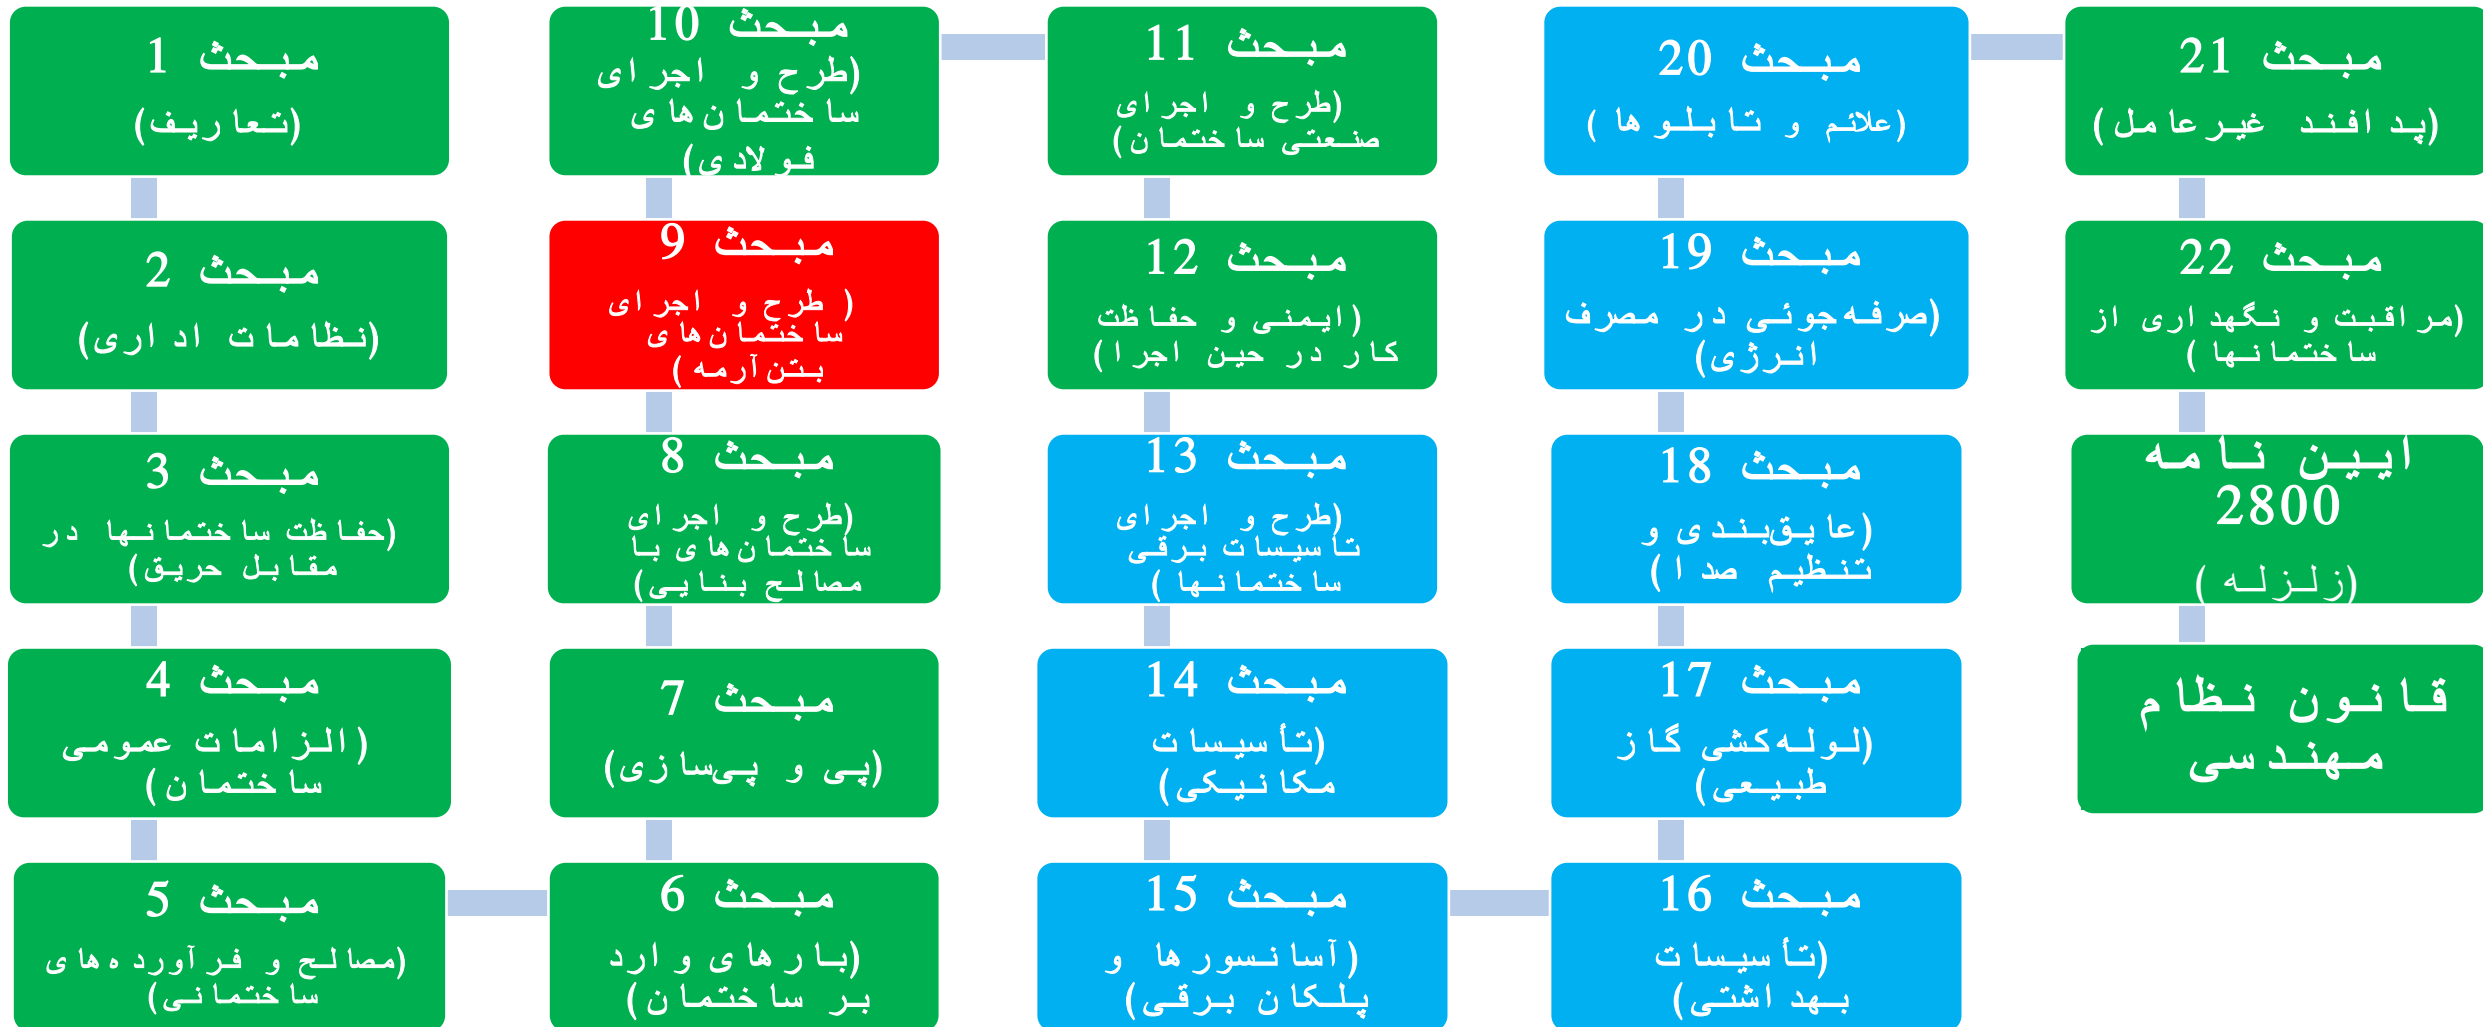 مبحث 1
(تعاریف)
مبحث 2
(نظامات اداری)
مبحث 3
(حفاظت ساختمانها در
مقابل حریق)
مبحث 4
(الزامات عمومی
ساختمان)
مبحث 5
(مصالح و فرآورده‌های
ساختمانی)
مبحث 6
(بارهای وارد
بر ساختمان)
مبحث 7
(پی و پی‌سازی)
مبحث 8
(طرح و اجرای
ساختمان‌های با
مصالح بنایی)
مبحث 9
( طرح و اجرای
ساختمان‌های
بتن‌آرمه)
مبحث 10
(طرح و اجرای
ساختمان‌های
فولادی)
مبحث 11
(طرح و اجرای
صنعتی ساختمان)
مبحث 12
(ایمنی و حفاظت
کار در حین اجرا)
مبحث 13
(طرح و اجرای
تاسیسات برقی
ساختمانها)
مبحث 14
(تأسیسات
مکانیکی)
مبحث 15
(آسانسورها و
پلکان برقی)
مبحث 16
(تأسیسات
بهداشتی)
مبحث 17
(لوله‌کشی گاز
طبیعی)
مبحث 18
(عایق‌بندی و
تنظیم صدا)
مبحث 19
(صرفه‌جوئی در مصرف
انرژی)
مبحث 20
(علائم و تابلوها)
مبحث 21
(پدافند غیرعامل)
مبحث 22
(مراقبت و نگهداری از
ساختمانها)
ایین نامه
2800
(زلزله)
قانون نظام
مهندسی